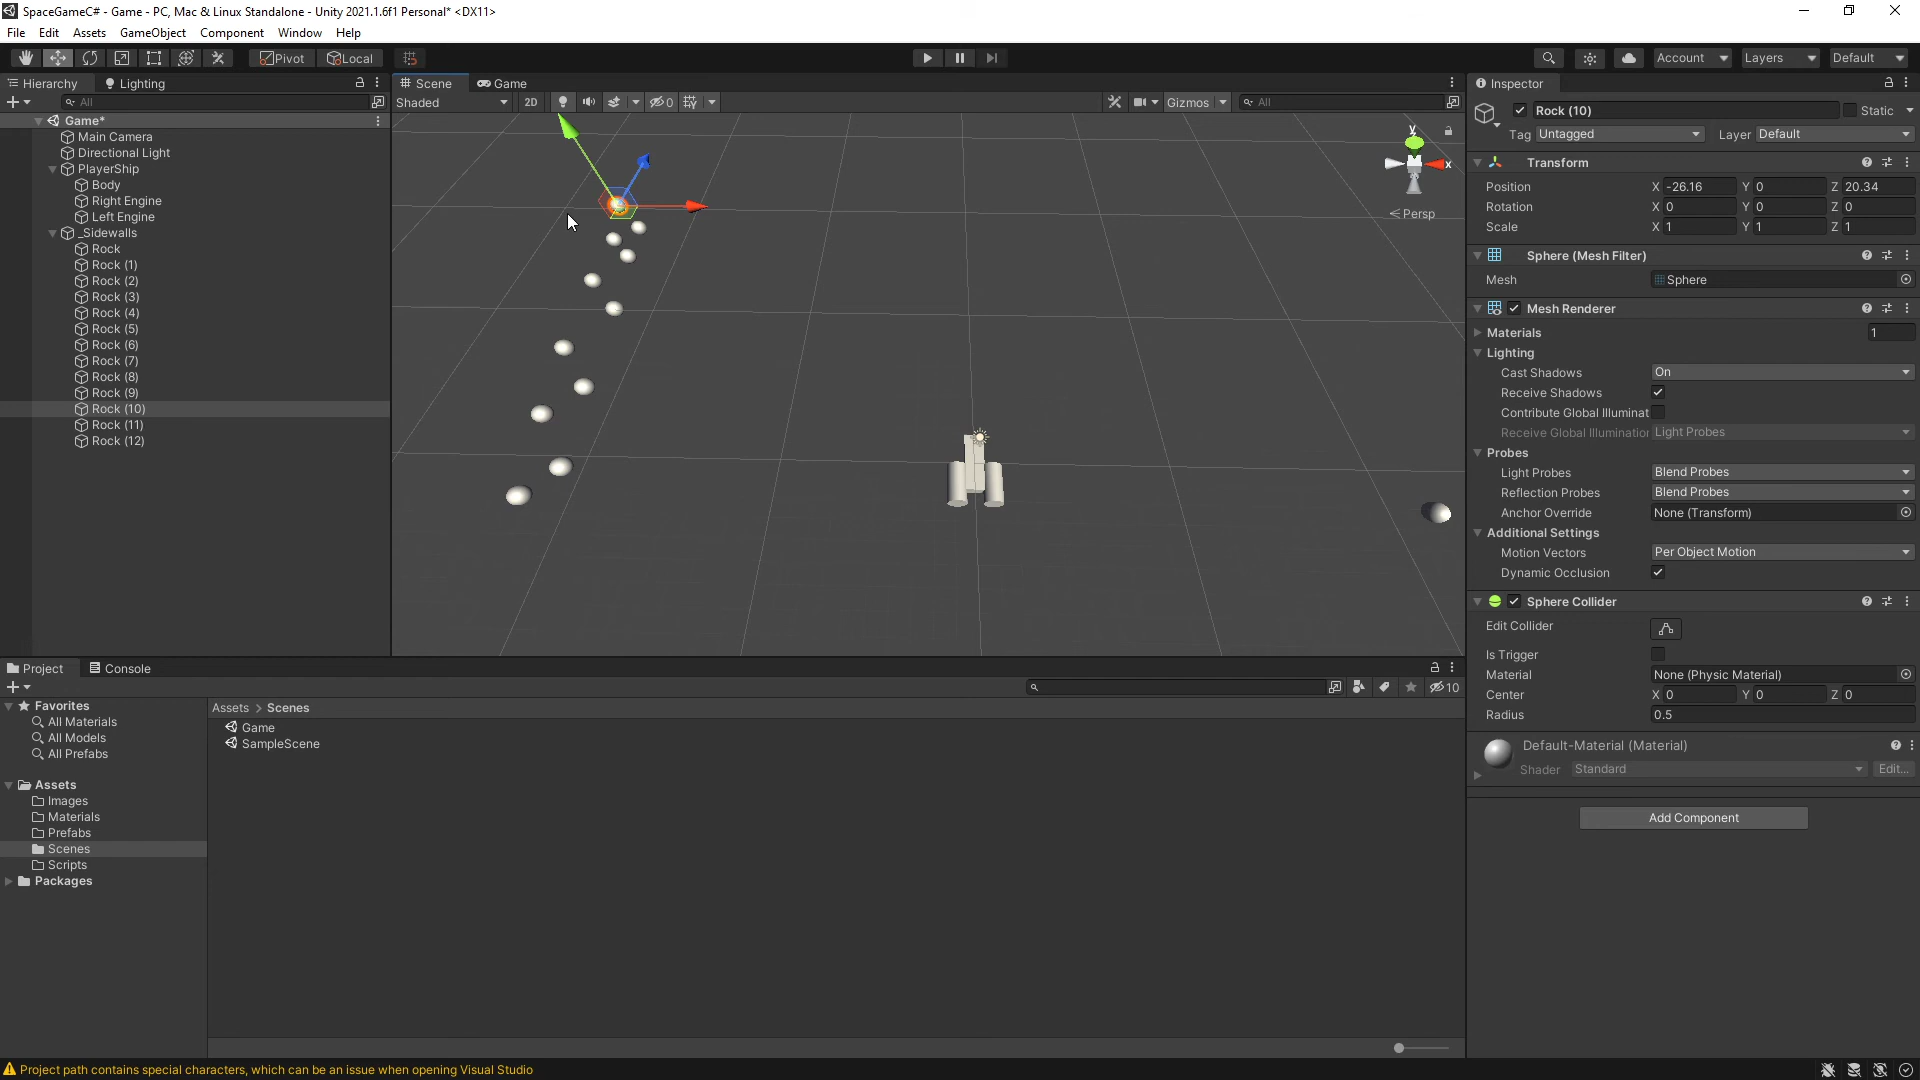 SpaceGameC# - Game - PC, Mac & Linux Standalone - Unity 2021.1.6f1 Personal* <DX11>
File Edit Assets GameObject Component Window Help
Pivot Local Account Layers Default
Hierarchy Lighting
All
Game*
Main Camera
Directional Light
PlayerShip
Body
Right Engine
Left Engine
_Sidewalls
Rock
Rock (1)
Rock (2)
Rock (3)
Rock (4)
Rock (5)
Rock (6)
Rock (7)
Rock (8)
Rock (9)
Rock (10)
Rock (11)
Rock (12)
Scene Game
Shaded 2D 0 Gizmos All
y
x
Persp
Inspector
Rock (10) Static
Tag Untagged Layer Default
Transform
Position X -26.16 Y 0 Z 20.34
Rotation X 0 Y 0 Z 0
Scale X 1 Y 1 Z 1
Sphere (Mesh Filter)
Mesh Sphere
Mesh Renderer
Materials 1
Lighting
Cast Shadows On
Receive Shadows
Contribute Global Illuminat
Receive Global Illumination Light Probes
Probes
Light Probes Blend Probes
Reflection Probes Blend Probes
Anchor Override None (Transform)
Additional Settings
Motion Vectors Per Object Motion
Dynamic Occlusion
Sphere Collider
Edit Collider
Is Trigger
Material None (Physic Material)
Center X 0 Y 0 Z 0
Radius 0.5
Default-Material (Material)
Shader Standard Edit...
Add Component
Project Console
10
Favorites
All Materials
All Models
All Prefabs
Assets
Images
Materials
Prefabs
Scenes
Scripts
Packages
Assets > Scenes
Game
SampleScene
Project path contains special characters, which can be an issue when opening Visual Studio